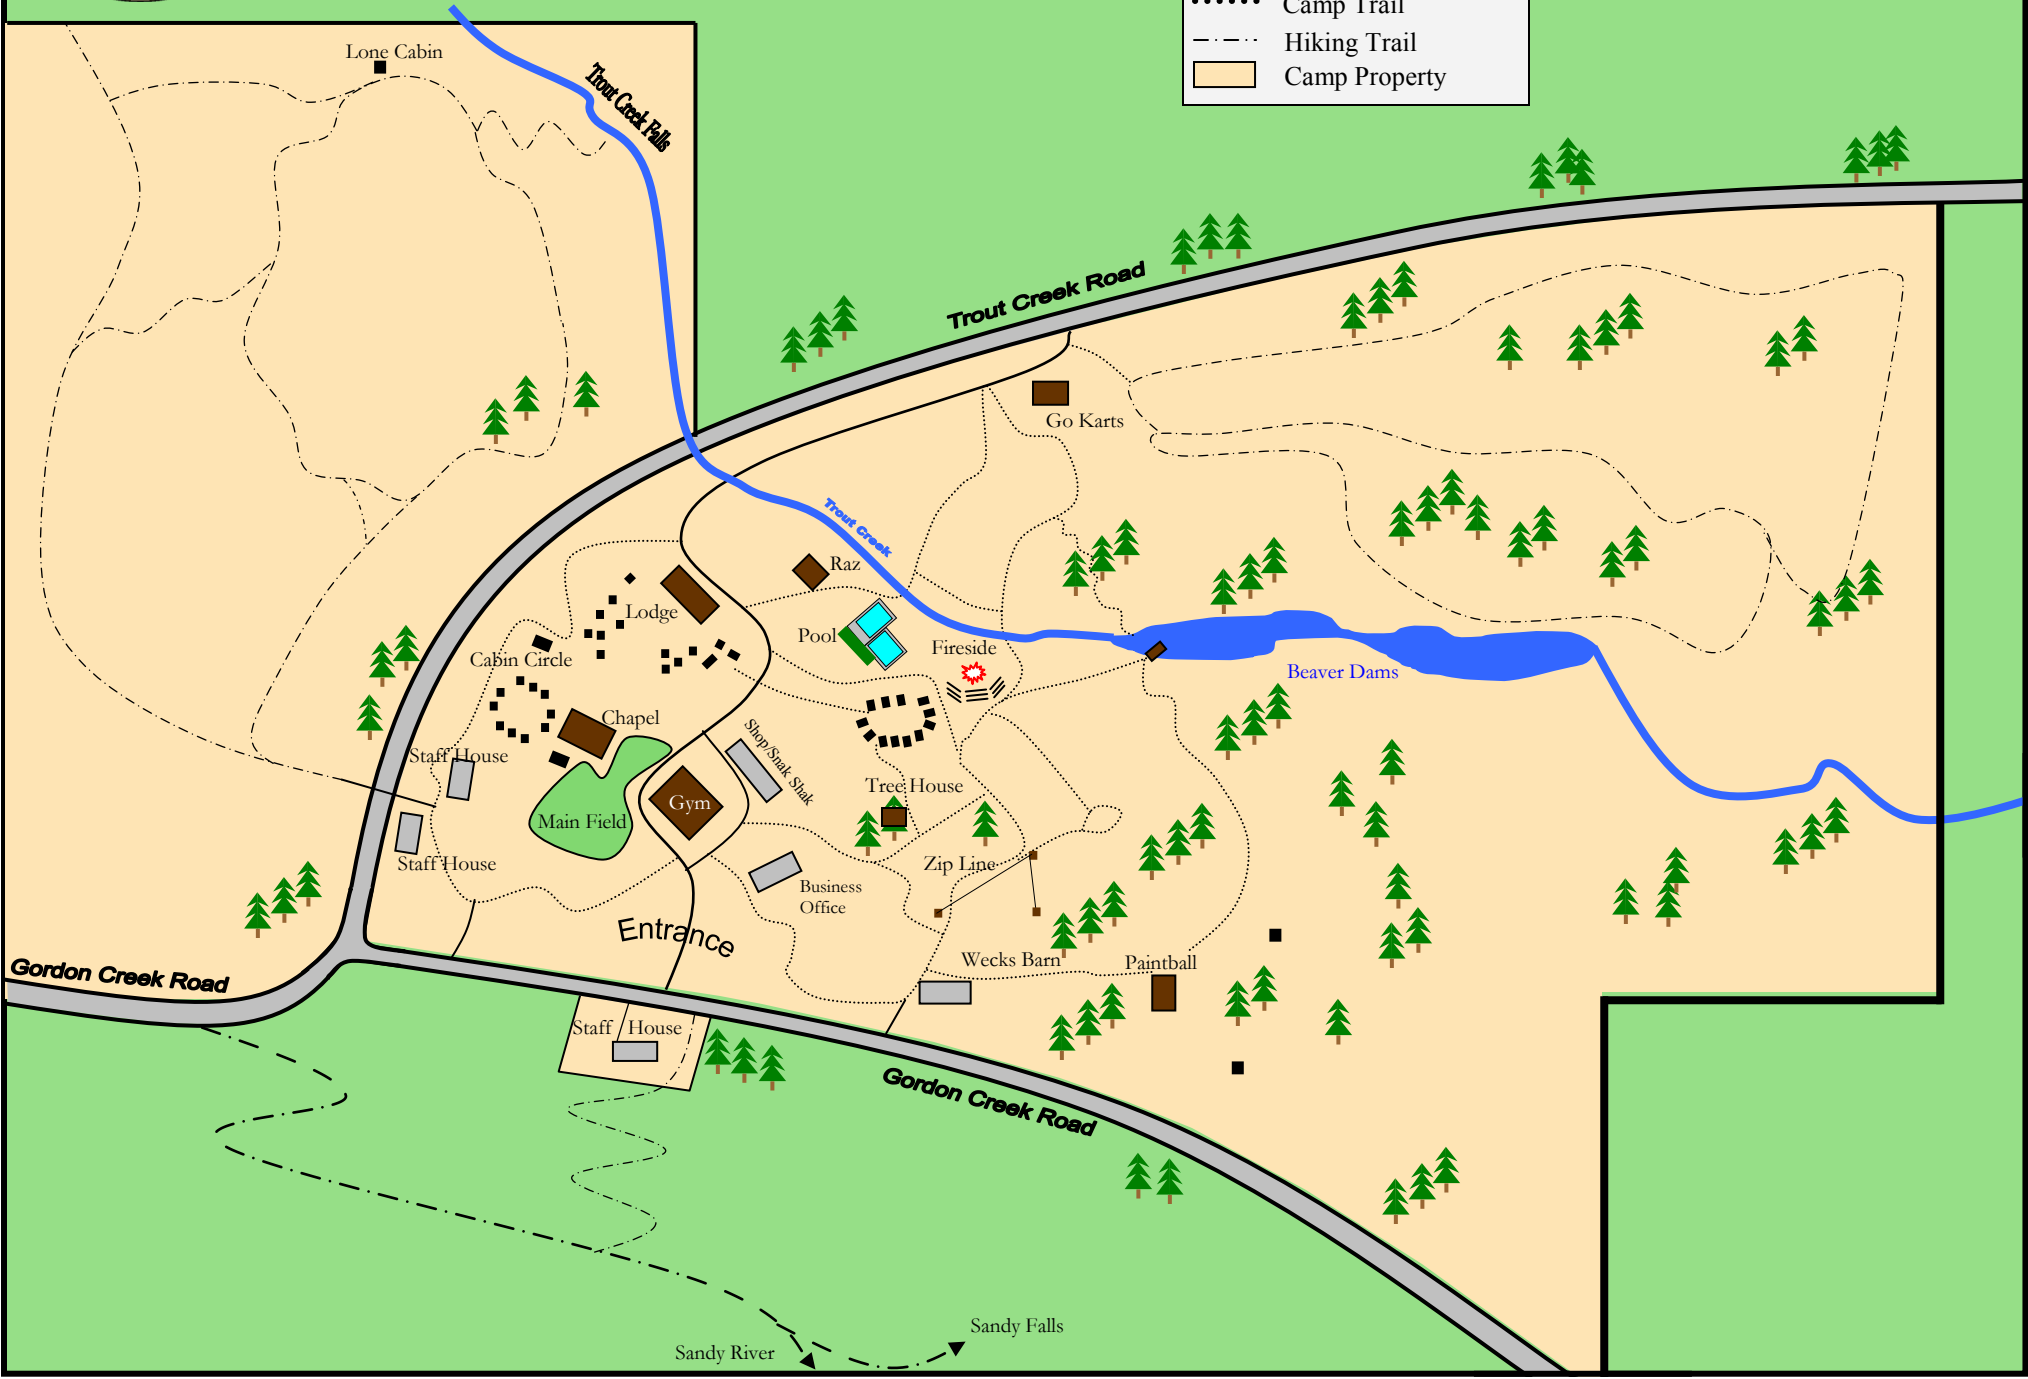 Camp Trail
Hiking Trail
Camp Property
Lone Cabin
Trout Creek Falls
Trout Creek Road
Go Karts
Trout Creek
Raz
Lodge
Pool
Fireside
Cabin Circle
Beaver Dams
Chapel
Shop/Snak Shak
Staff House
Tree House
Gym
Main Field
Staff House
Zip Line
Business
Office
Entrance
Wecks Barn
Paintball
Gordon Creek Road
Staff House
Gordon Creek Road
Sandy Falls
Sandy River